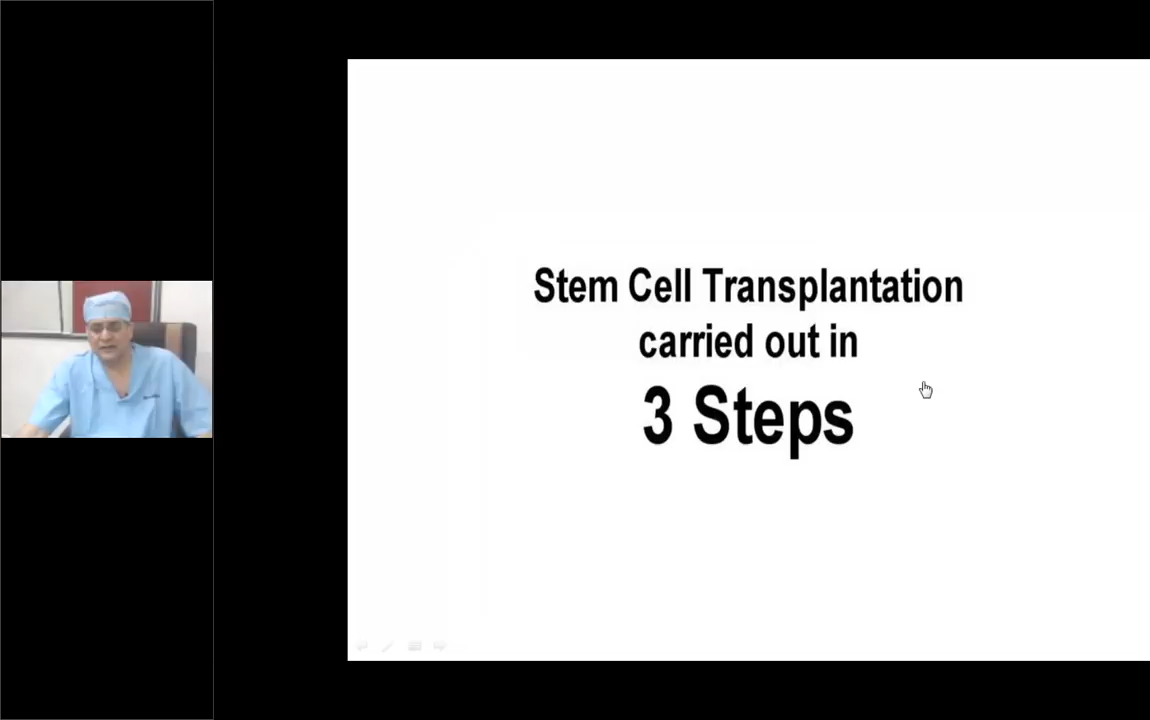 Stem Cell Transplantation
carried out in
3 Steps